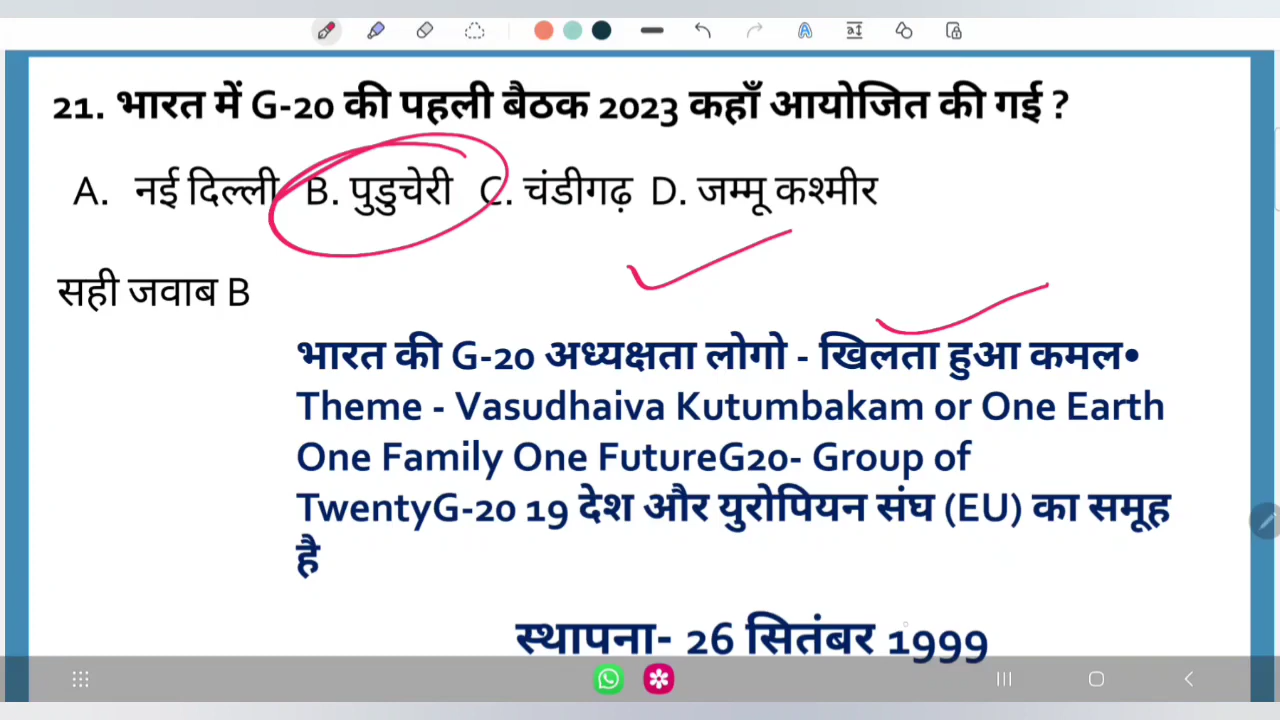 21. भारत में G-20 की पहली बैठक 2023 कहाँ आयोजित की गई ?
A. नई दिल्ली B. पुडुचेरी C. चंडीगढ़ D. जम्मू कश्मीर
सही जवाब B
भारत की G-20 अध्यक्षता लोगो - खिलता हुआ कमल•
Theme - Vasudhaiva Kutumbakam or One Earth
One Family One FutureG20- Group of
TwentyG-20 19 देश और युरोपियन संघ (EU) का समूह
है
स्थापना- 26 सितंबर 1999